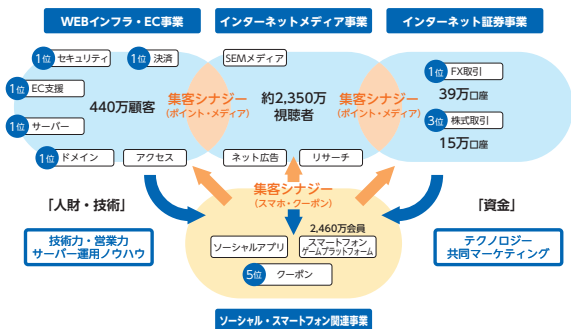 WEBインフラ・EC事業
インターネットメディア事業
インターネット証券事業
1位 セキュリティ
1位 決済
1位 EC支援
440万顧客
1位 サーバー
1位 ドメイン
アクセス
集客シナジー
(ポイント・メディア)
SEMメディア
約2,350万
視聴者
ネット広告
リサーチ
集客シナジー
(ポイント・メディア)
1位 FX取引
39万口座
3位 株式取引
15万口座
集客シナジー
(スマホ・クーポン)
「人財・技術」
技術力・営業力
サーバー運用ノウハウ
「資金」
テクノロジー
共同マーケティング
2,460万会員
ソーシャルアプリ
スマートフォン
ゲームプラットフォーム
5位 クーポン
ソーシャル・スマートフォン関連事業